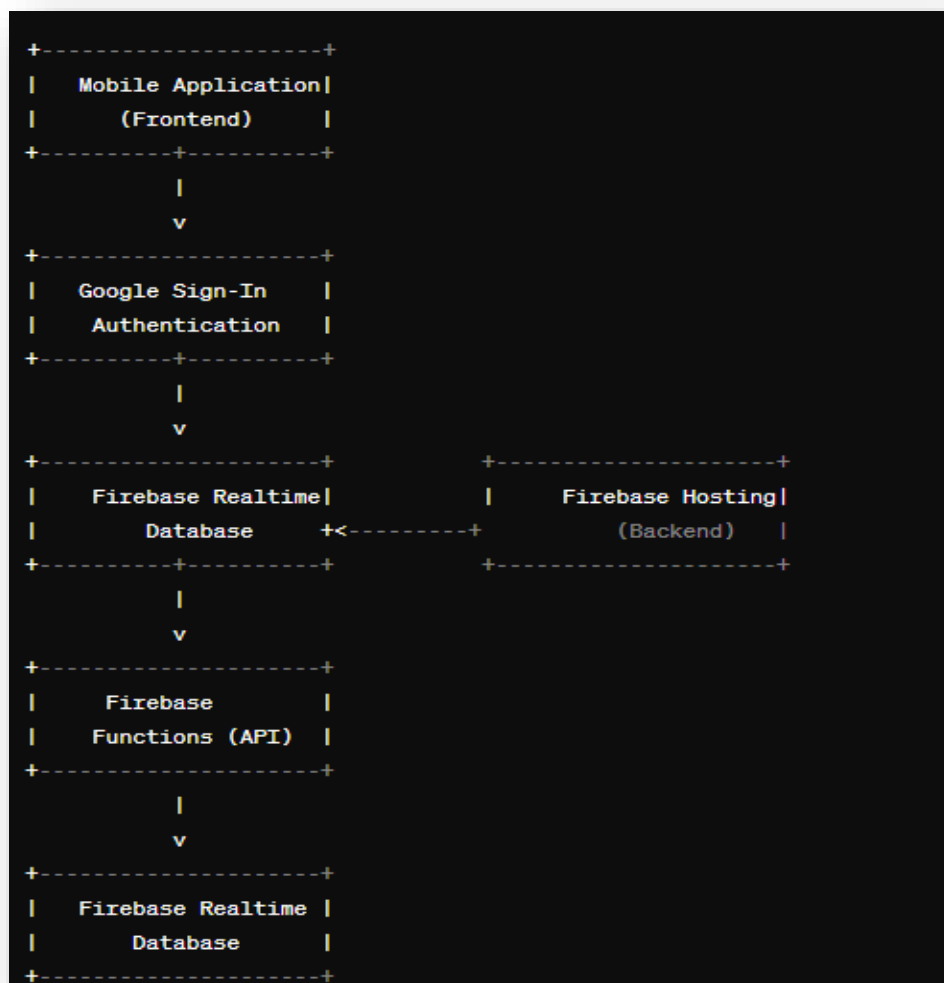 +---------------------+
|   Mobile Application|
|      (Frontend)     |
+----------+----------+
           |
           v
+---------------------+
|   Google Sign-In    |
|    Authentication   |
+----------+----------+
           |
           v
+---------------------+           +---------------------+
|    Firebase Realtime|           |     Firebase Hosting|
|        Database     +<---------+          (Backend)   |
+----------+----------+           +---------------------+
           |
           v
+---------------------+
|     Firebase        |
|    Functions (API)  |
+---------------------+
           |
           v
+---------------------+
|   Firebase Realtime |
|       Database      |
+---------------------+